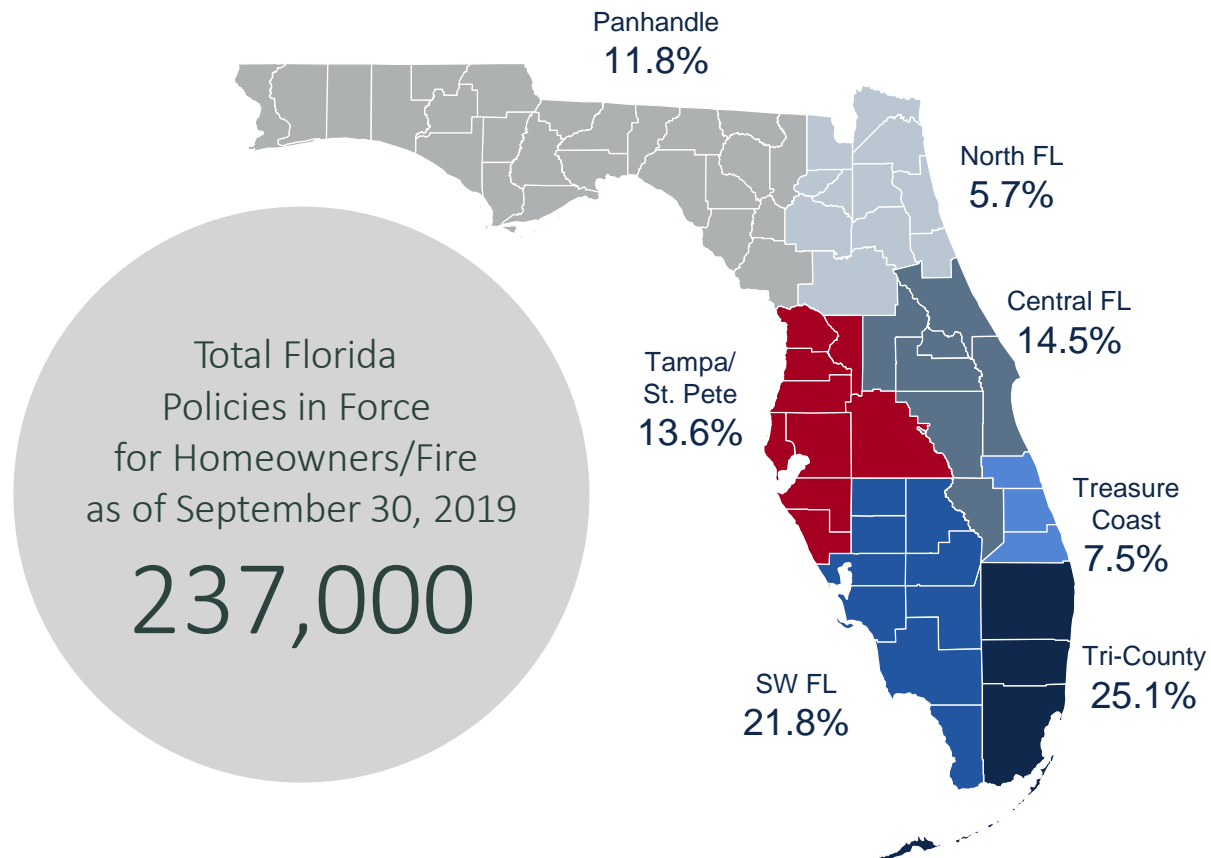 Panhandle
11.8%
North FL
5.7%
Central FL
14.5%
Tampa/
St. Pete
13.6%
Treasure
Coast
7.5%
Tri-County
25.1%
SW FL
21.8%
Total Florida
Policies in Force
for Homeowners/Fire
as of September 30, 2019
237,000